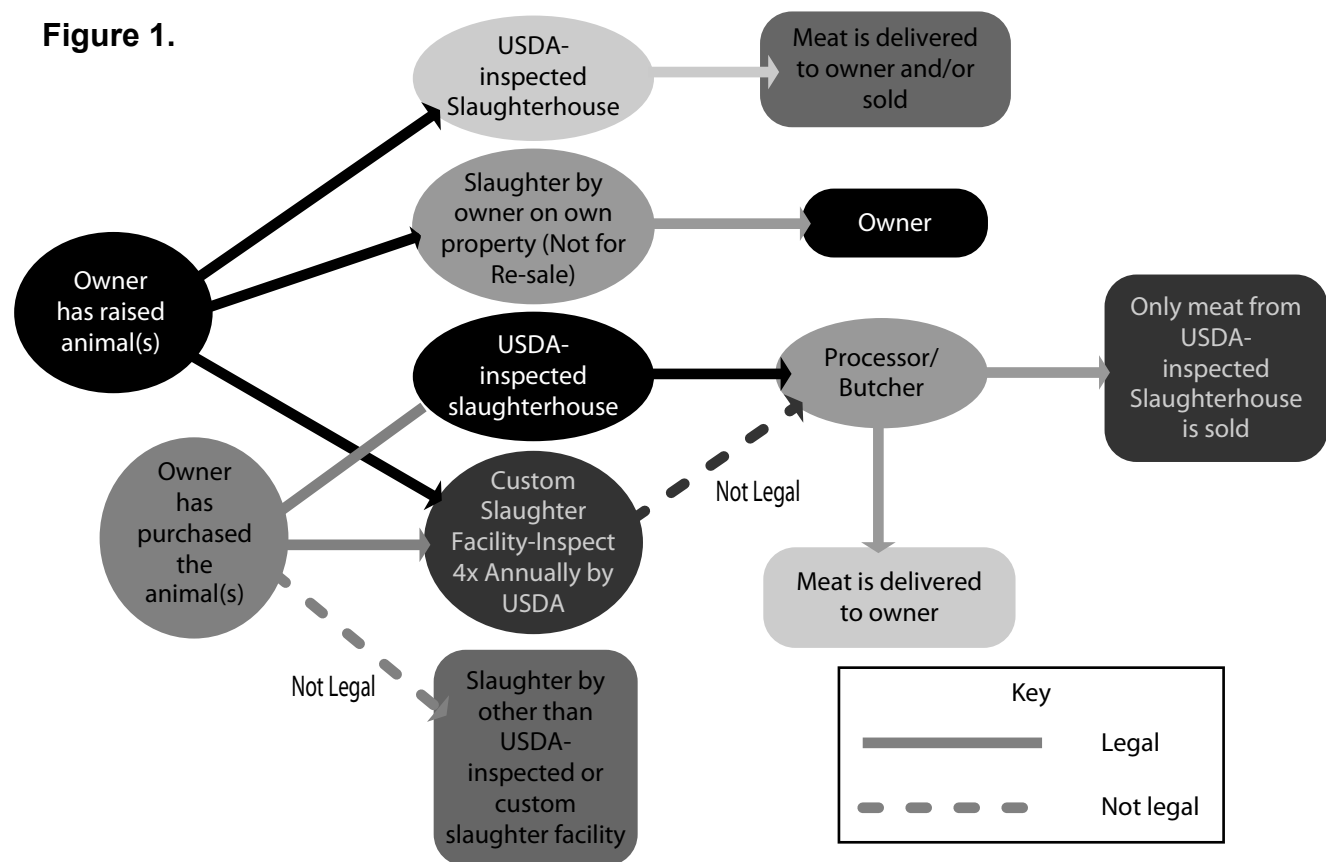 Figure 1.
USDA-
inspected
Slaughterhouse
Meat is delivered
to owner and/or
sold
Slaughter by
owner on own
property (Not for
Re-sale)
Owner
Owner
has raised
animal(s)
USDA-
inspected
slaughterhouse
Processor/
Butcher
Only meat from
USDA-
inspected
Slaughterhouse
is sold
Owner
has
purchased
the
animal(s)
Custom
Slaughter
Facility-Inspect
4x Annually by
USDA
Not Legal
Meat is delivered
to owner
Not Legal
Slaughter by
other than
USDA-
inspected or
custom
slaughter facility
Key
Legal
Not legal